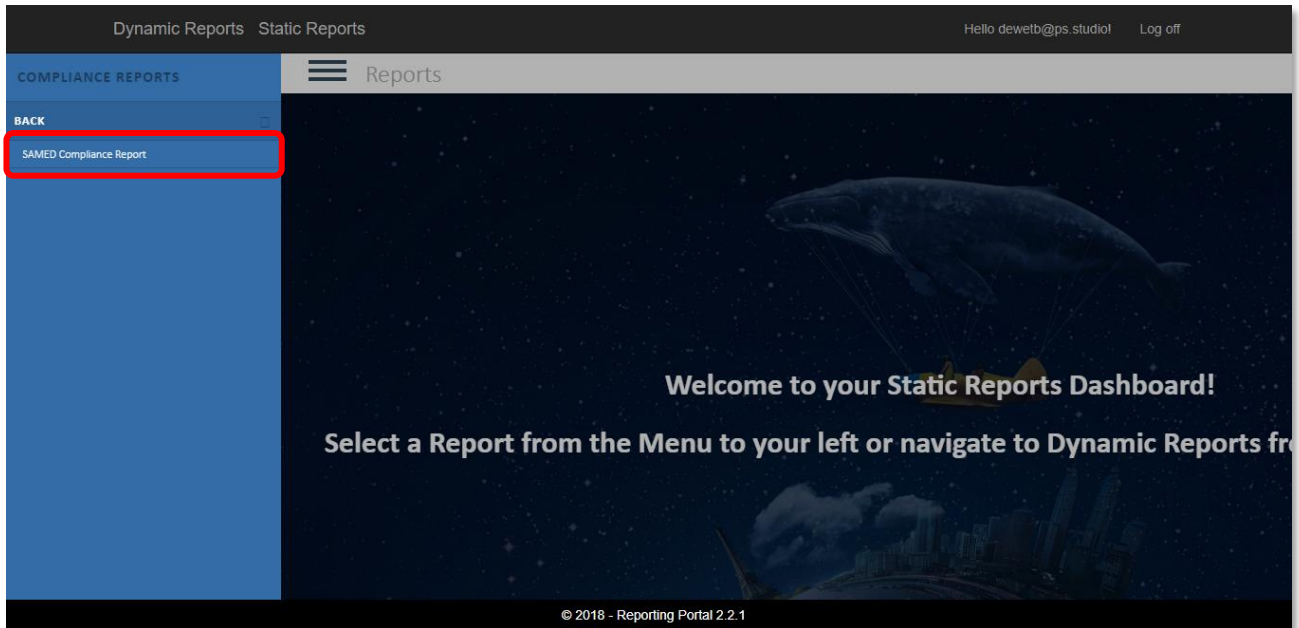 Dynamic Reports Static Reports
Hello dewetb@ps.studio! Log off
COMPLIANCE REPORTS
Reports
BACK
SAMED Compliance Report
Welcome to your Static Reports Dashboard!
Select a Report from the Menu to your left or navigate to Dynamic Reports
© 2018 - Reporting Portal 2.2.1